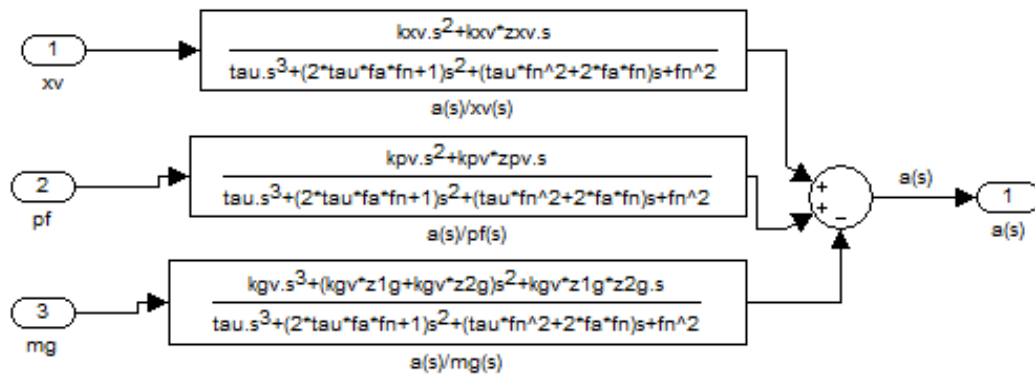 1
xv
kxv.s²+kxv*zxv.s
tau.s³+(2*tau*fa*fn+1)s²+(tau*fn^2+2*fa*fn)s+fn^2
a(s)/xv(s)
2
pf
kpv.s²+kpv*zpv.s
tau.s³+(2*tau*fa*fn+1)s²+(tau*fn^2+2*fa*fn)s+fn^2
a(s)/pf(s)
3
mg
kgv.s³+(kgv*z1g+kgv*z2g)s²+kgv*z1g*z2g.s
tau.s³+(2*tau*fa*fn+1)s²+(tau*fn^2+2*fa*fn)s+fn^2
a(s)/mg(s)
+
+
−
a(s)
1
a(s)